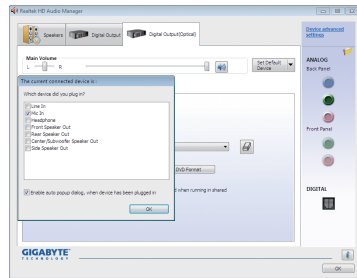 Realtek HD Audio Manager
Speakers
Digital Output
Digital Output(Optical)
Device advanced
settings
Main Volume
L
R
Set Default
Device
ANALOG
Back Panel
The current connected device is :
Which device did you plug in?
Line In
Mic In
Headphone
Front Speaker Out
Rear Speaker Out
Center/Subwoofer Speaker Out
Side Speaker Out
Front Panel
DVD Format
Enable auto popup dialog, when device has been plugged in
d when running in shared
OK
DIGITAL
GIGABYTE
TECHNOLOGY
OK